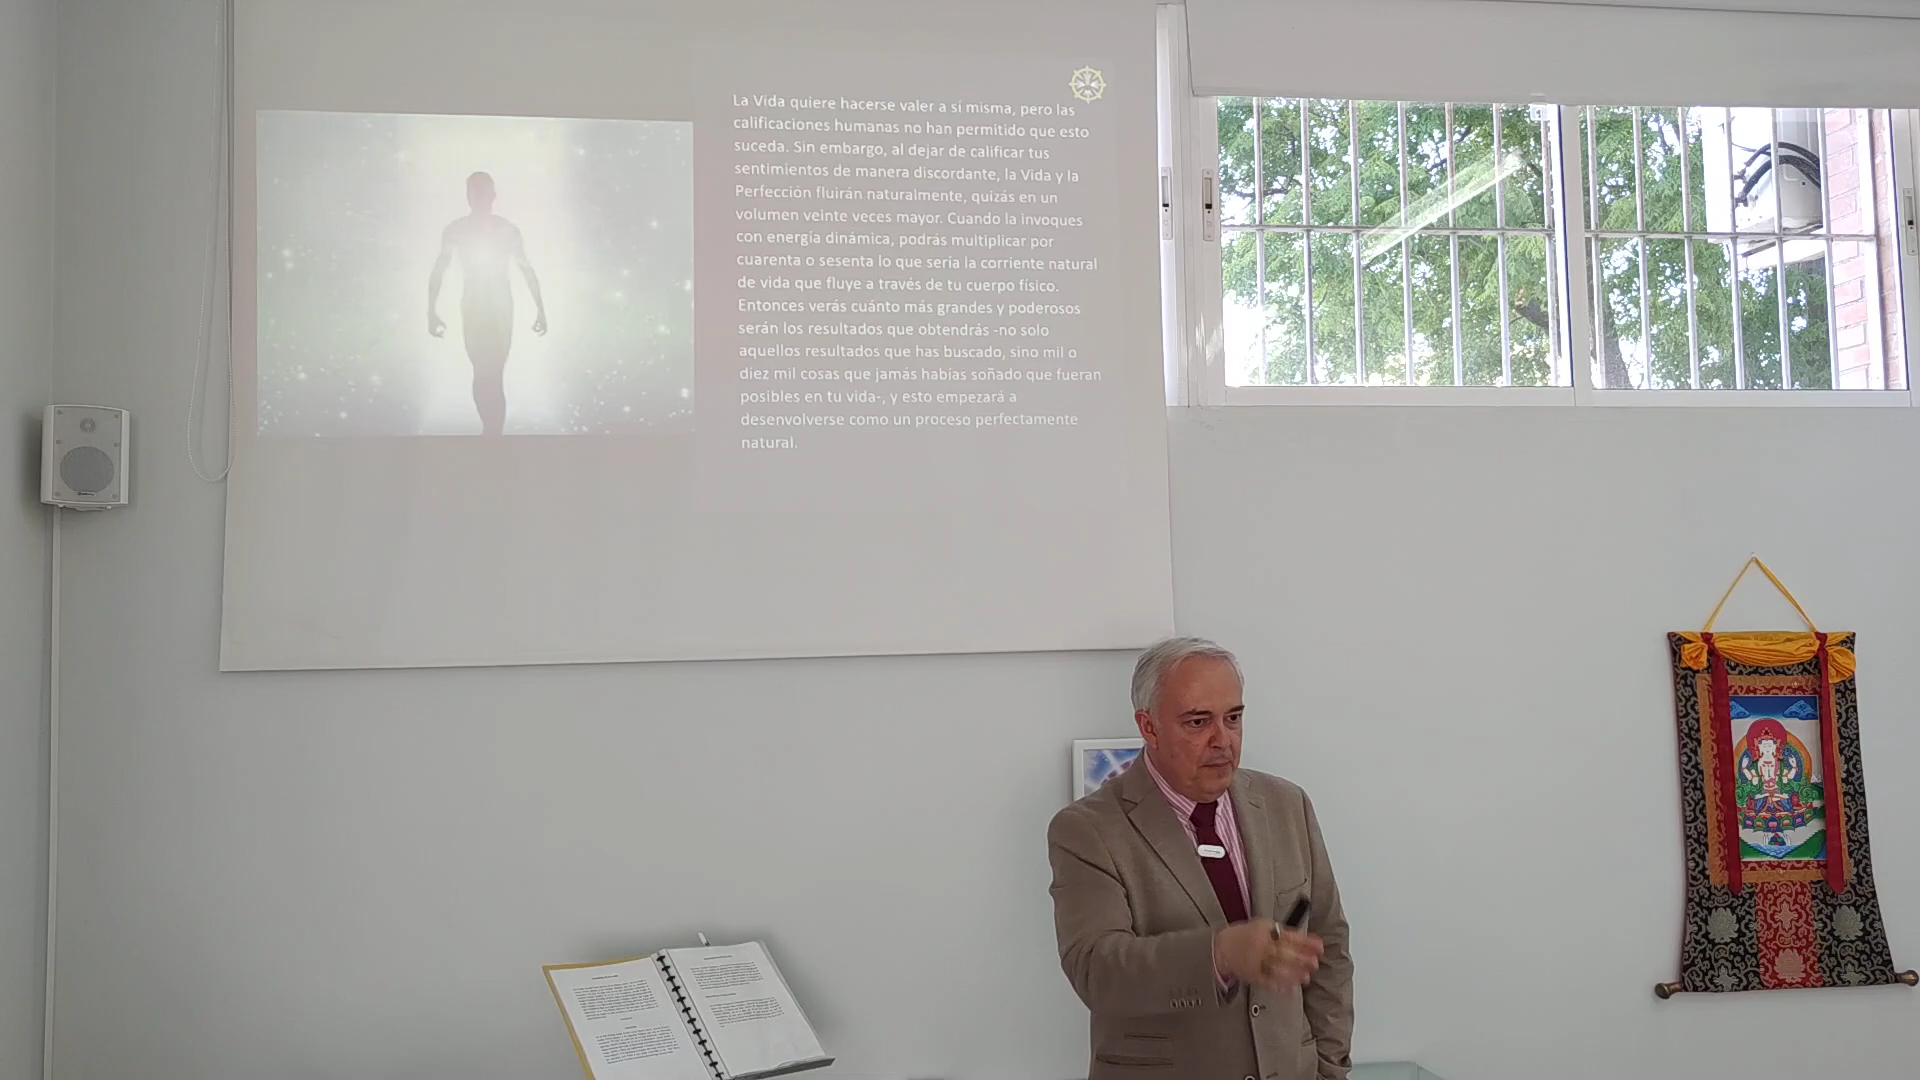 La Vida quiere hacerse valer a sí misma, pero las
calificaciones humanas no han permitido que esto
suceda. Sin embargo, al dejar de calificar tus
sentimientos de manera discordante, la Vida y la
Perfección fluirán naturalmente, quizás en un
volumen veinte veces mayor. Cuando la invoques
con energía dinámica, podrás multiplicar por
cuarenta o sesenta lo que sería la corriente natural
de vida que fluye a través de tu cuerpo físico.
Entonces verás cuánto más grandes y poderosos
serán los resultados que obtendrás -no solo
aquellos resultados que has buscado, sino mil o
diez mil cosas que jamás habías soñado que fueran
posibles en tu vida-, y esto empezará a
desenvolverse como un proceso perfectamente
natural.